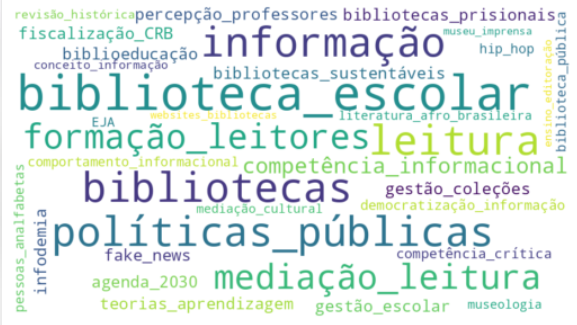 revisão_histórica percepção_professores bibliotecas_prisionais
fiscalização_CRB informação museu_imprensa
biblioeducação hip_hop
conceito_informação bibliotecas_sustentáveis
biblioteca_escolar
EJA websites_bibliotecas literatura_afro_brasileira
formação_leitores leitura
comportamento_informacional competência_informacional
bibliotecas gestão_coleções
mediação_cultural democratização_informação
políticas_públicas
fake_news competência_crítica
agenda_2030 mediação_leitura
teorias_aprendizagem gestão_escolar museologia
pessoas_analfabetas
infodemia
ensino_editoração
biblioteca_pública